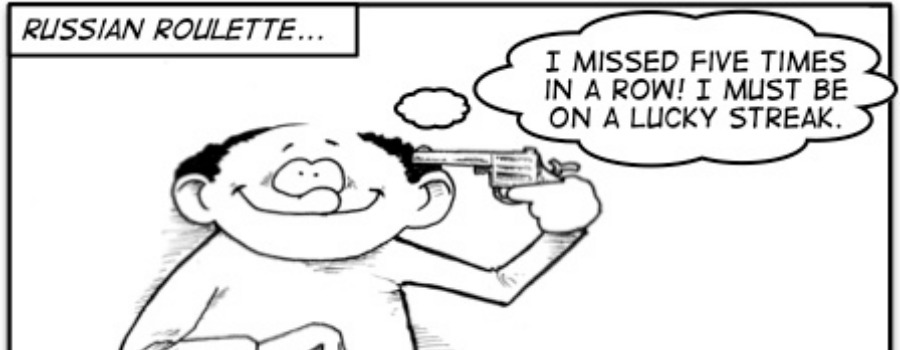 RUSSIAN ROULETTE...
I MISSED FIVE TIMES
IN A ROW! I MUST BE
ON A LUCKY STREAK.